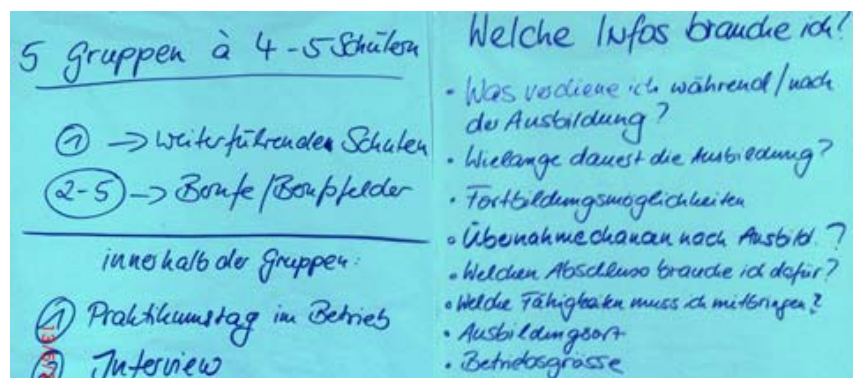 5 Gruppen à 4-5 Schülern
① → weiterführenden Schulen
②-5 → Berufe/Berufsfelder
innerhalb der Gruppen:
① Praktikumstag im Betrieb
② Interview
Welche Infos brauche ich?
• Was verdiene ich während/nach
der Ausbildung?
• Wielange dauert die Ausbildung?
• Fortbildungsmöglichkeiten
• Übernahmechancen nach Ausbild.?
• Welchen Abschluss brauche ich dafür?
• Welche Fähigkeiten muss ich mitbringen?
• Ausbildungsort
• Betriebsgrösse